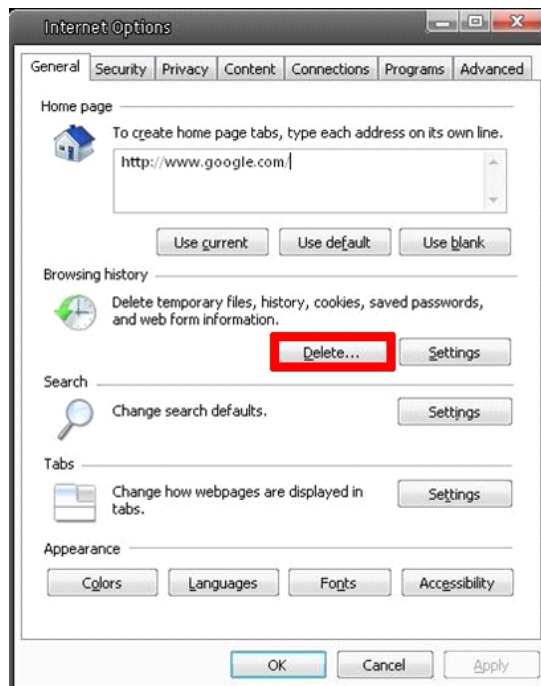 Internet Options
General Security Privacy Content Connections Programs Advanced
Home page
To create home page tabs, type each address on its own line.
http://www.google.com/
Use current Use default Use blank
Browsing history
Delete temporary files, history, cookies, saved passwords,
and web form information.
Delete... Settings
Search
Change search defaults.
Settings
Tabs
Change how webpages are displayed in
tabs.
Settings
Appearance
Colors Languages Fonts Accessibility
OK Cancel Apply